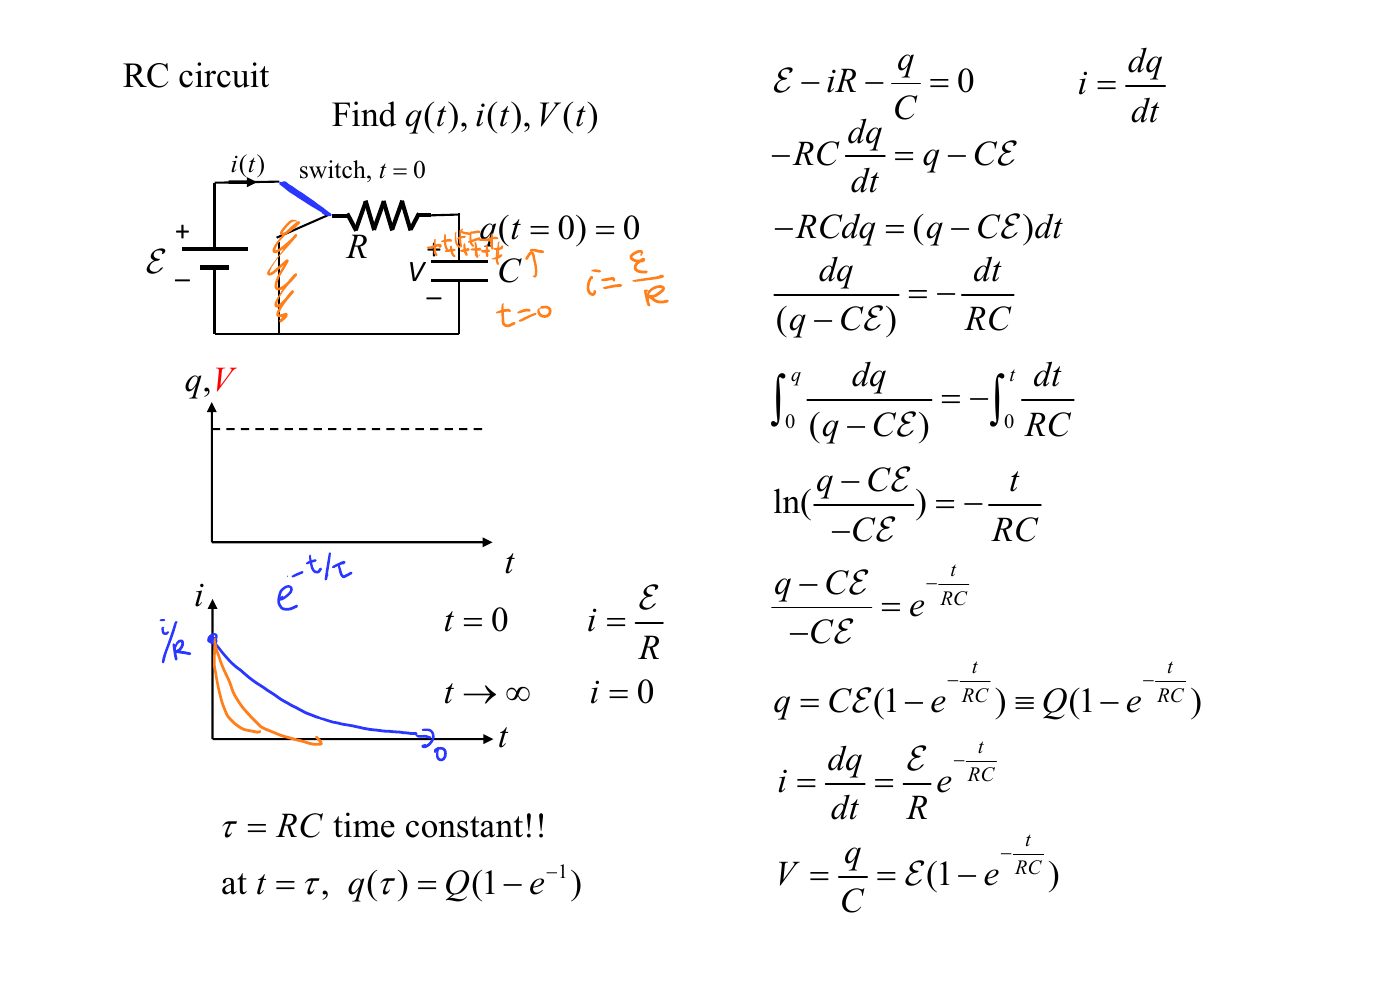 RC circuit
Find q(t), i(t), V(t)
i(t)
switch, t = 0
+
ℰ
−
R
q(t = 0) = 0
+ + + + + + + +
+
V
C ↑
−
t=0
i = ℰ/R
q, V
t
e^{-t/τ}
i
i/R
t
0
t = 0    i = ℰ/R
t → ∞    i = 0
τ = RC time constant!!
at t = τ, q(τ) = Q(1 − e^{−1})
ℰ − iR − q/C = 0    i = dq/dt
−RC dq/dt = q − Cℰ
−RCdq = (q − Cℰ)dt
dq/(q − Cℰ) = − dt/RC
∫_0^q dq/(q − Cℰ) = −∫_0^t dt/RC
ln((q − Cℰ)/(−Cℰ)) = − t/RC
(q − Cℰ)/(−Cℰ) = e^{−t/RC}
q = Cℰ(1 − e^{−t/RC}) ≡ Q(1 − e^{−t/RC})
i = dq/dt = ℰ/R e^{−t/RC}
V = q/C = ℰ(1 − e^{−t/RC})